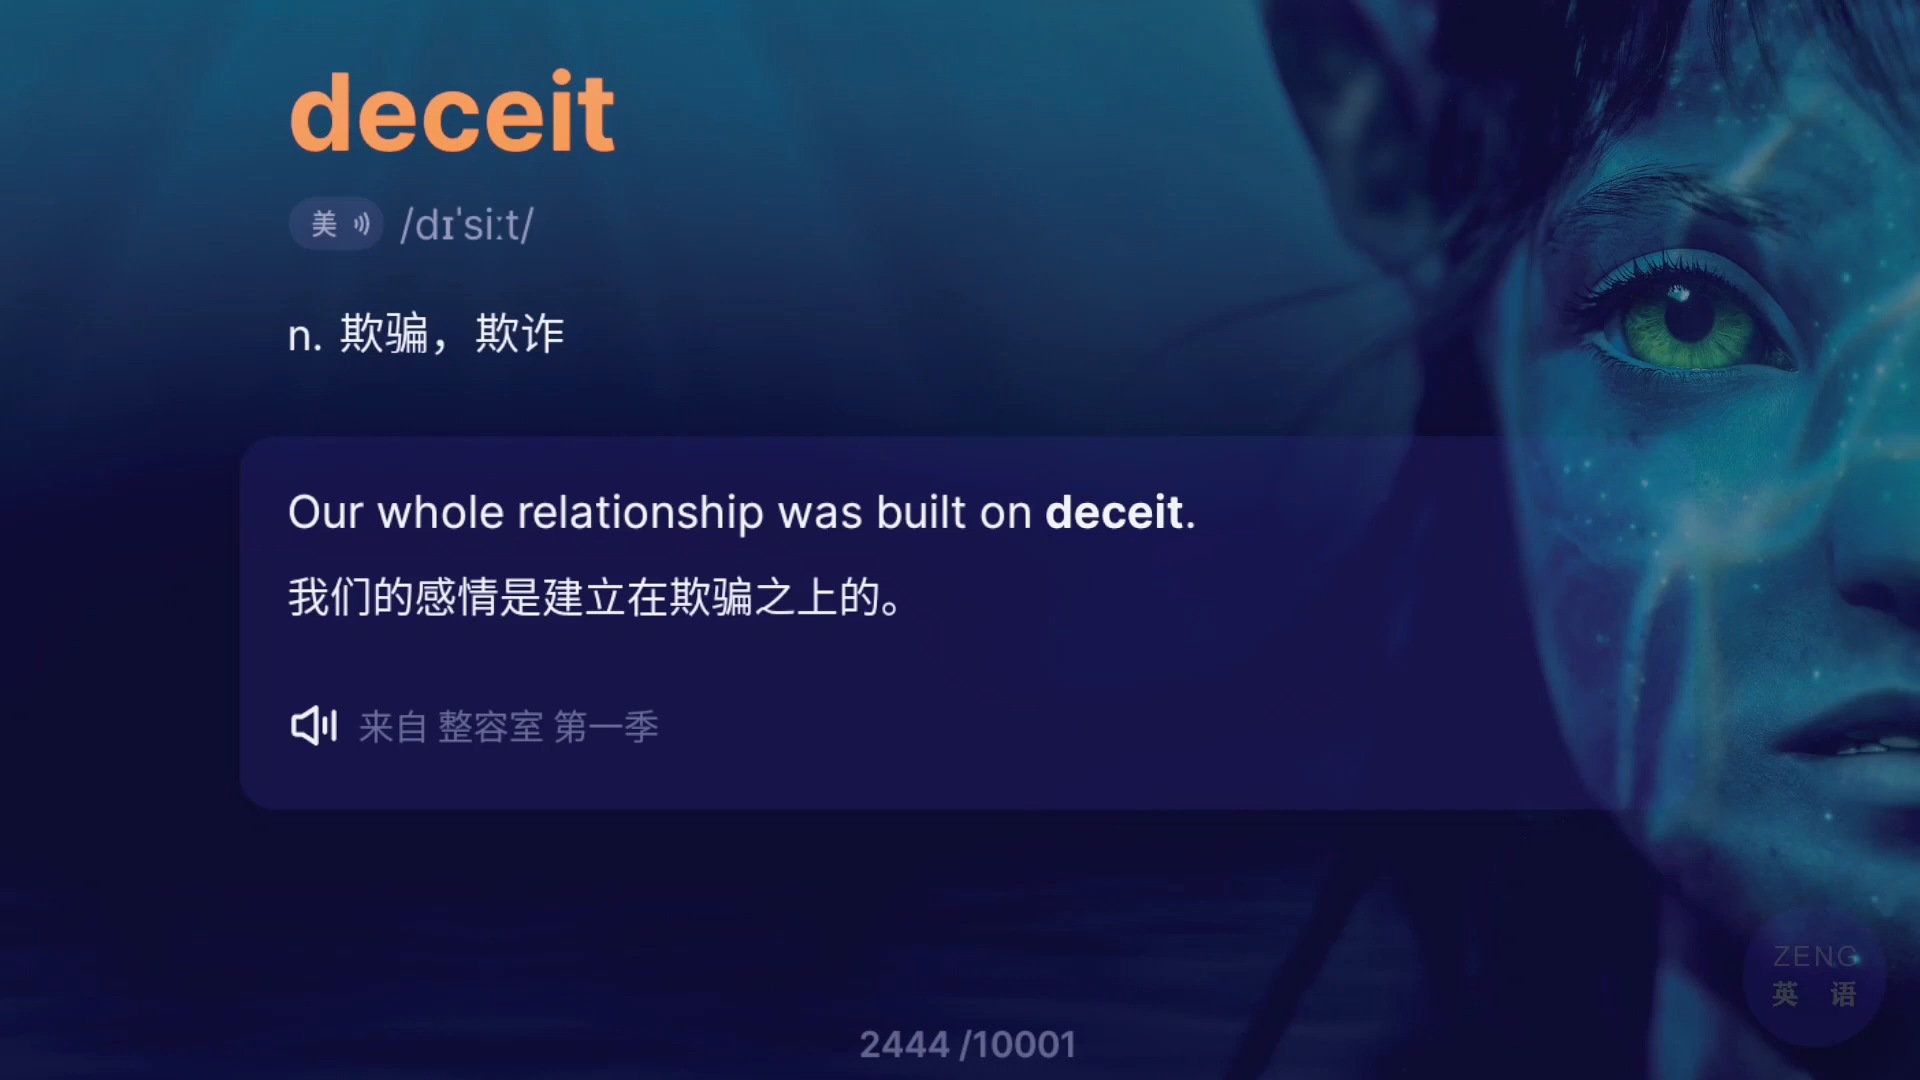 deceit
美 /dɪˈsiːt/
n. 欺骗，欺诈
Our whole relationship was built on deceit.
我们的感情是建立在欺骗之上的。
来自 整容室 第一季
ZENG
英 语
2444 /10001